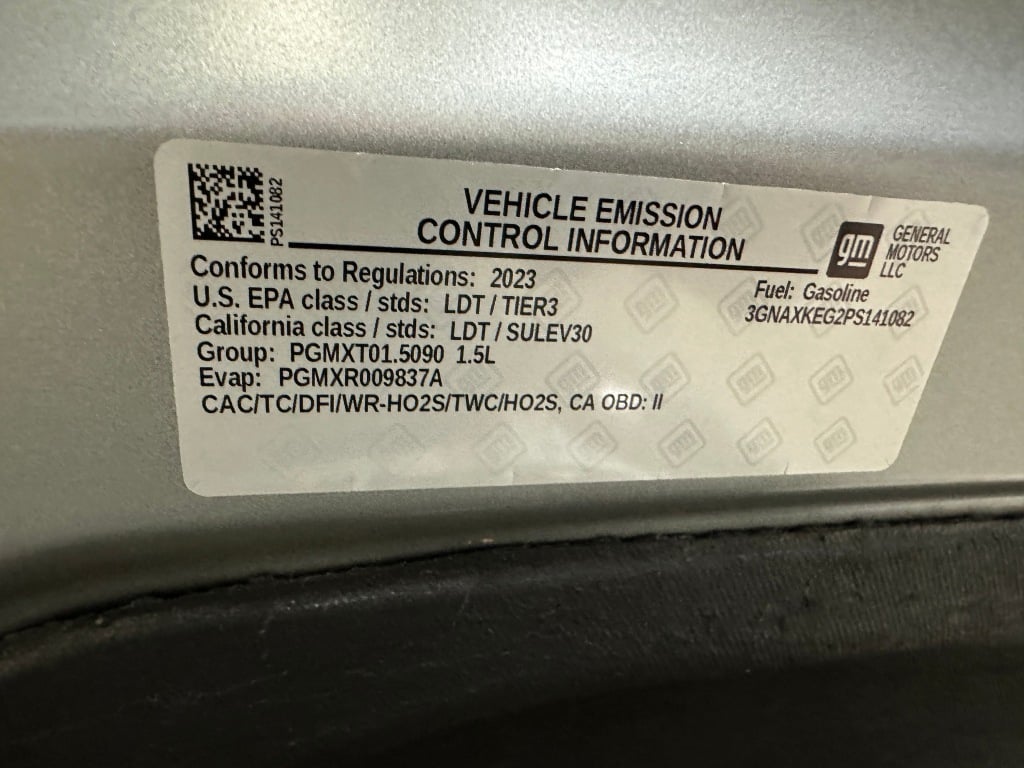 PS141082
VEHICLE EMISSION
CONTROL INFORMATION
gm
GENERAL
MOTORS
LLC
Conforms to Regulations: 2023
U.S. EPA class / stds: LDT / TIER3
California class / stds: LDT / SULEV30
Group: PGMXT01.5090 1.5L
Evap: PGMXR009837A
CAC/TC/DFI/WR-HO2S/TWC/HO2S, CA OBD: II
Fuel: Gasoline
3GNAXKEG2PS141082